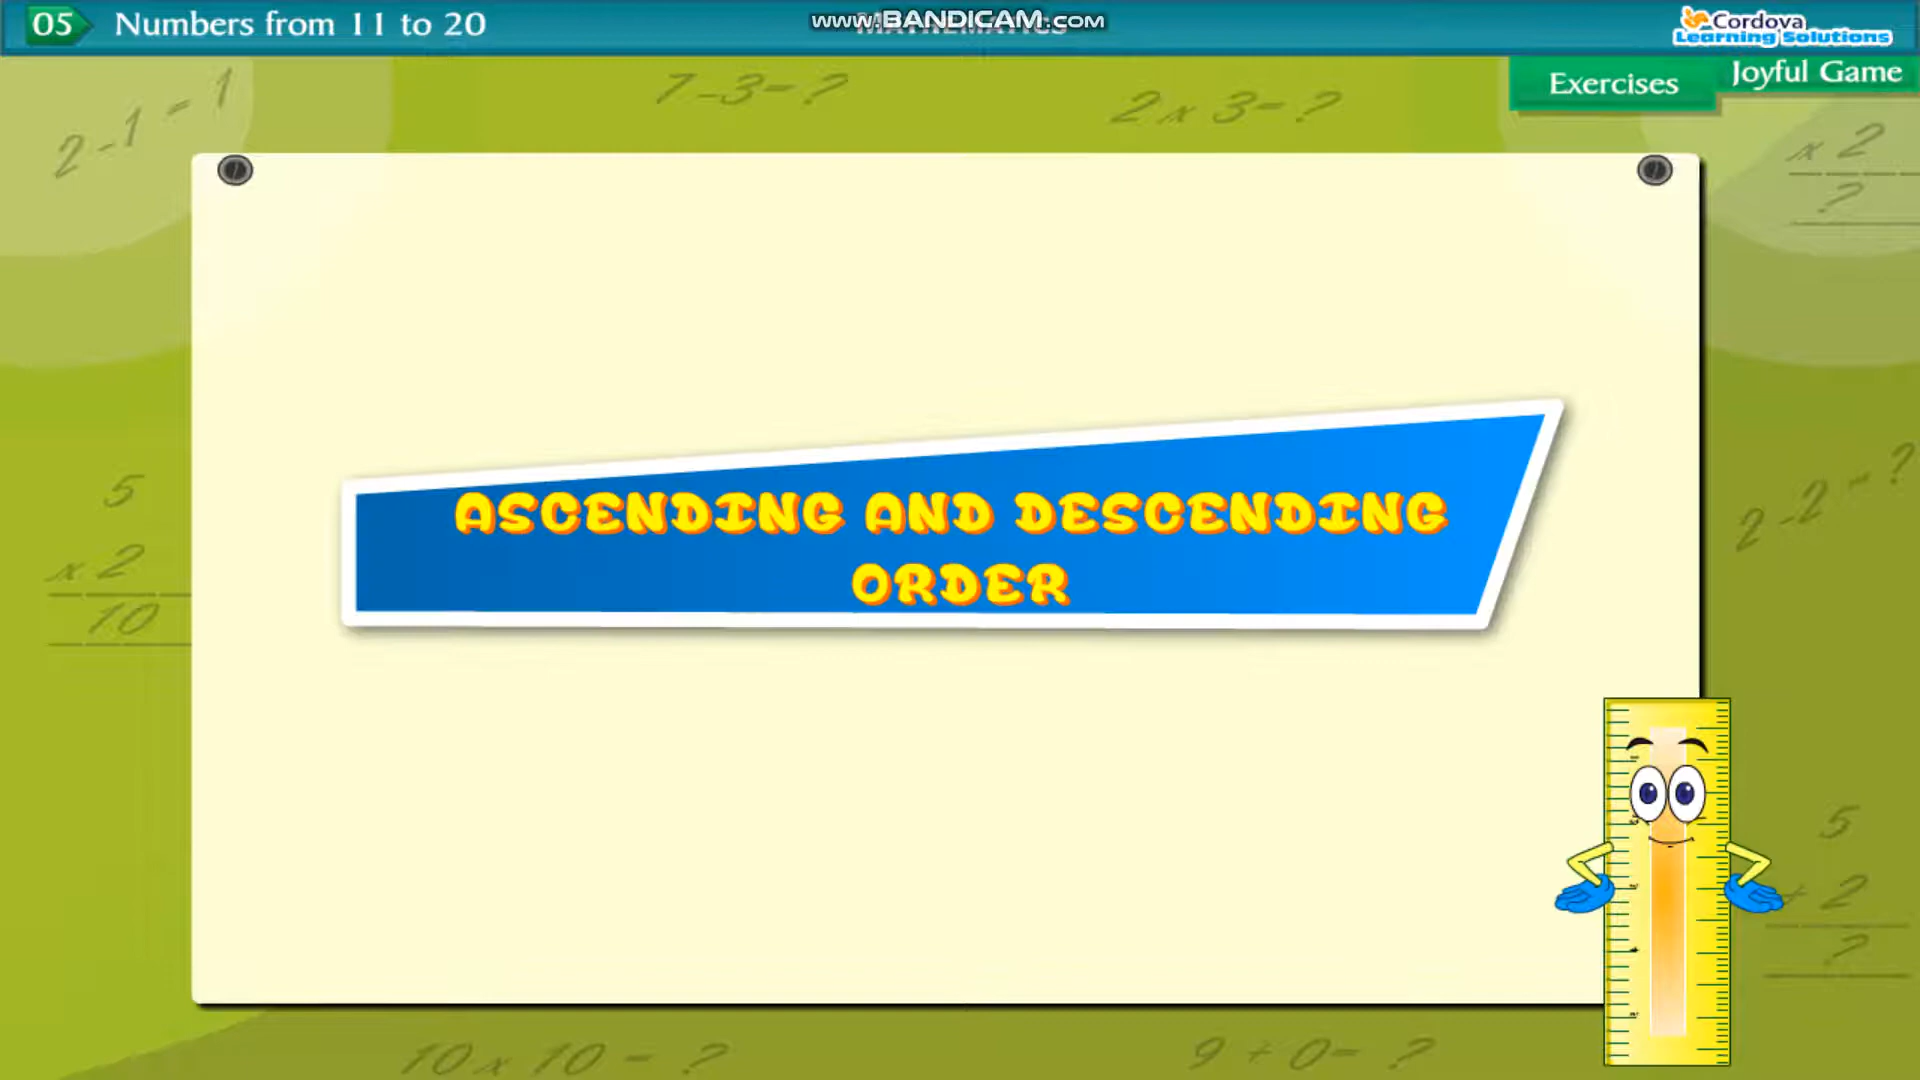 05 Numbers from 11 to 20
www.BANDICAM.com
MATHEMATICS
Cordova
Learning Solutions
Exercises
Joyful Game
2-1=1
7-3=?
2x3=?
x2
?
ASCENDING AND DESCENDING
ORDER
5
x2
10
2-2=?
5
+2
?
10x10=?
9+0=?